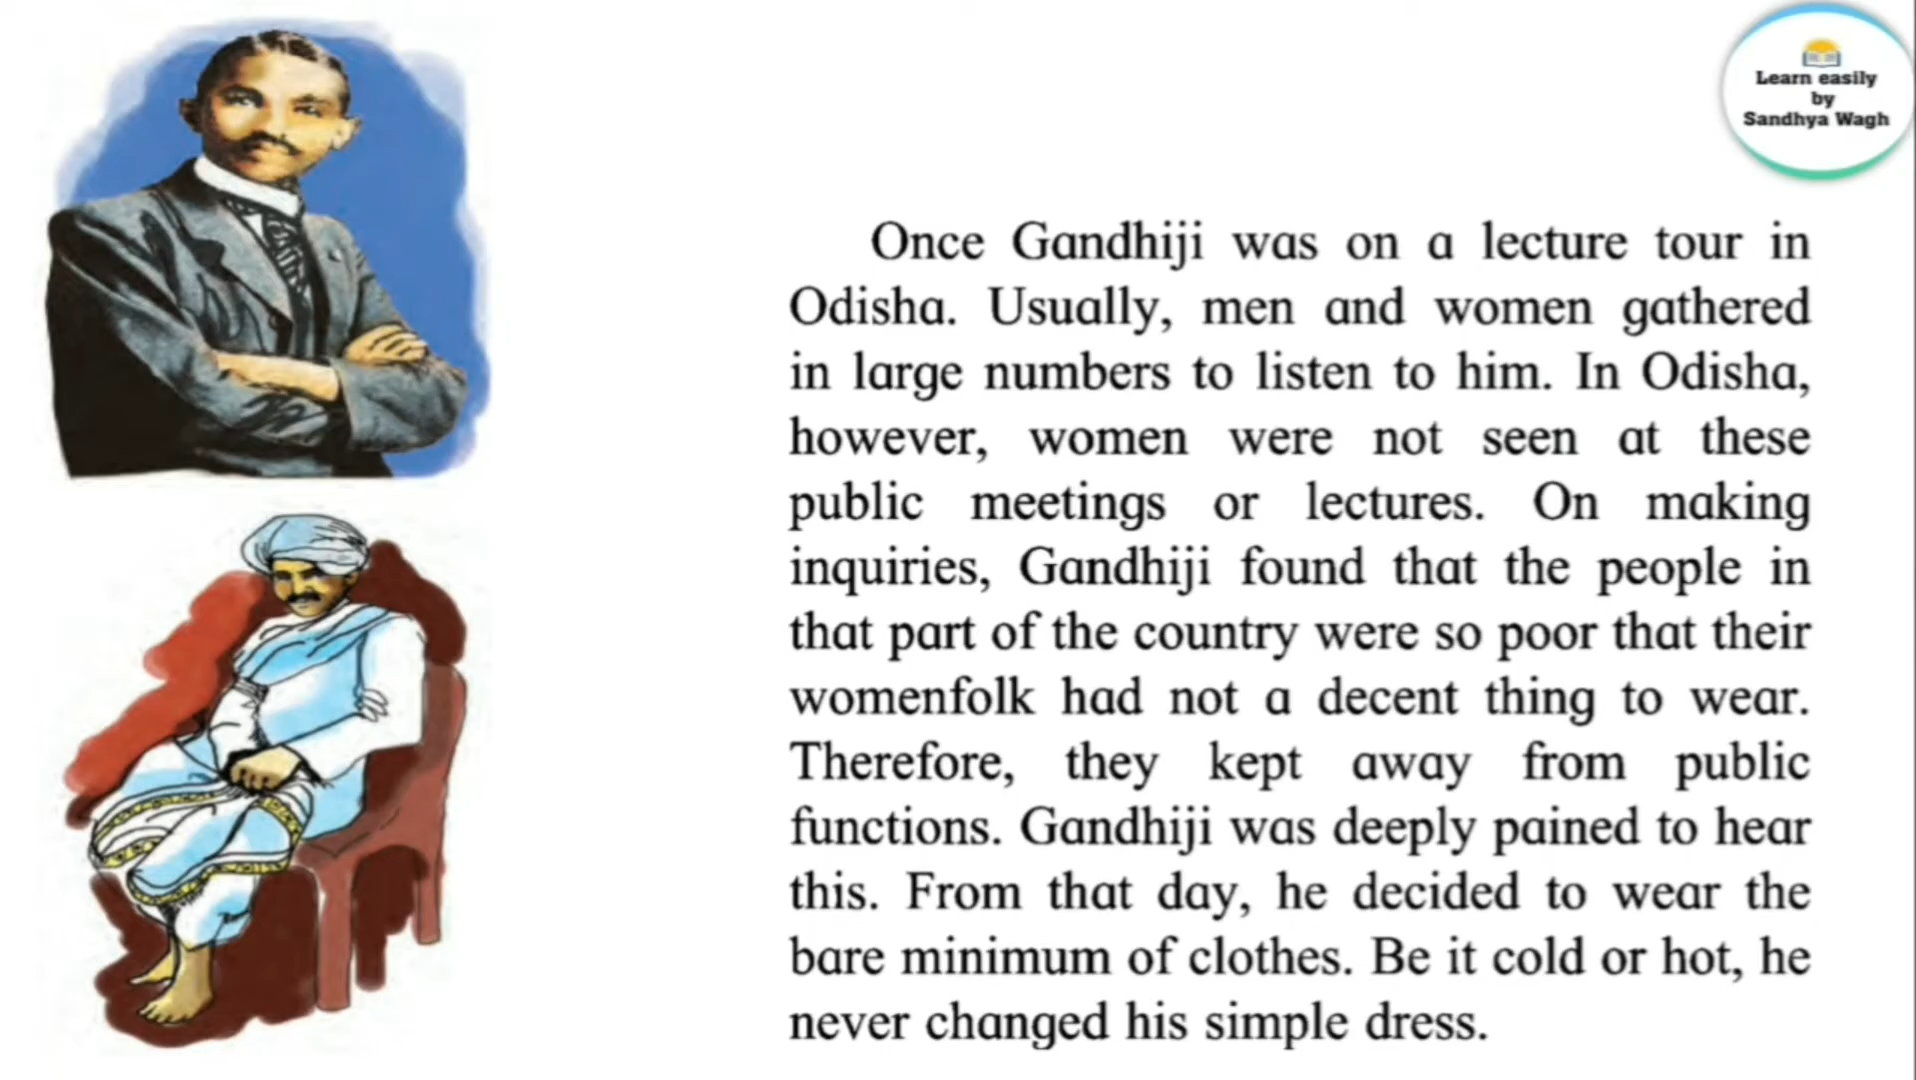 Learn easily
by
Sandhya Wagh
Once Gandhiji was on a lecture tour in
Odisha. Usually, men and women gathered
in large numbers to listen to him. In Odisha,
however, women were not seen at these
public meetings or lectures. On making
inquiries, Gandhiji found that the people in
that part of the country were so poor that their
womenfolk had not a decent thing to wear.
Therefore, they kept away from public
functions. Gandhiji was deeply pained to hear
this. From that day, he decided to wear the
bare minimum of clothes. Be it cold or hot, he
never changed his simple dress.